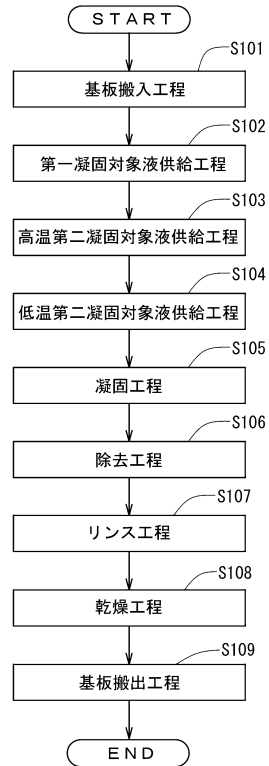 START
S101
基板搬入工程
S102
第一凝固対象液供給工程
S103
高温第二凝固対象液供給工程
S104
低温第二凝固対象液供給工程
S105
凝固工程
S106
除去工程
S107
リンス工程
S108
乾燥工程
S109
基板搬出工程
END